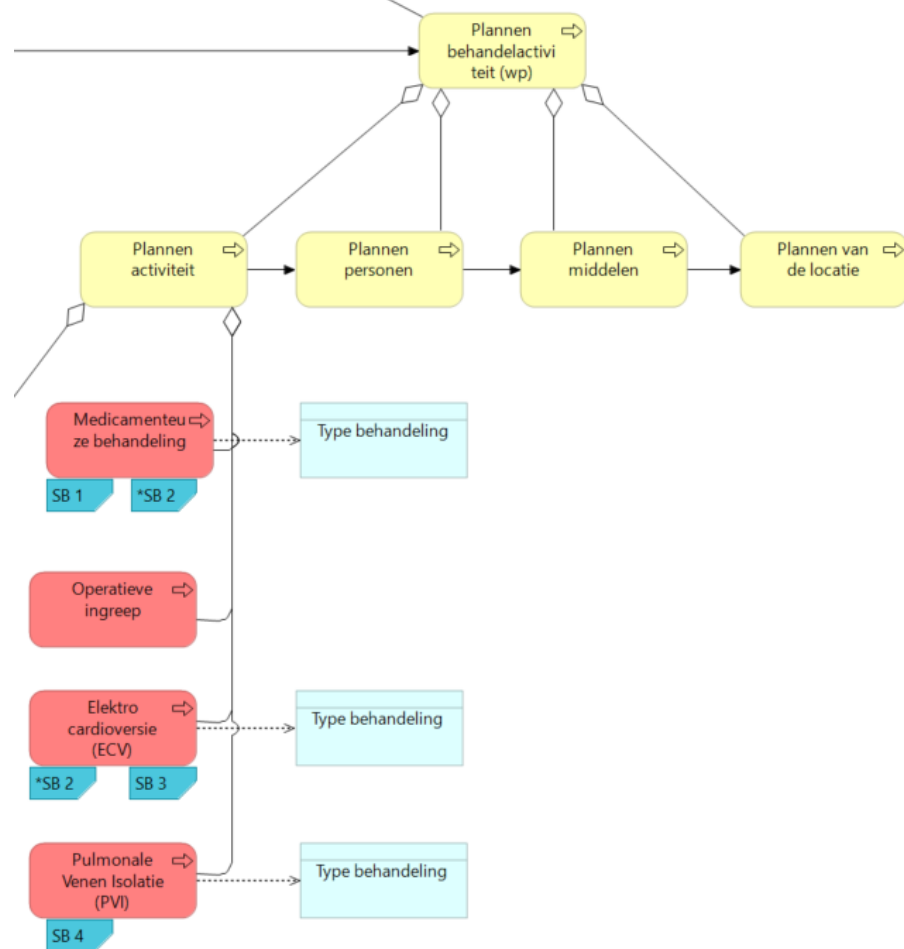 Plannen
behandelactivi
teit (wp)
Plannen
activiteit
Plannen
personen
Plannen
middelen
Plannen van
de locatie
Medicamenteu
ze behandeling
Type behandeling
SB 1
*SB 2
Operatieve
ingreep
Elektro
cardioversie
(ECV)
Type behandeling
*SB 2
SB 3
Pulmonale
Venen Isolatie
(PVI)
Type behandeling
SB 4